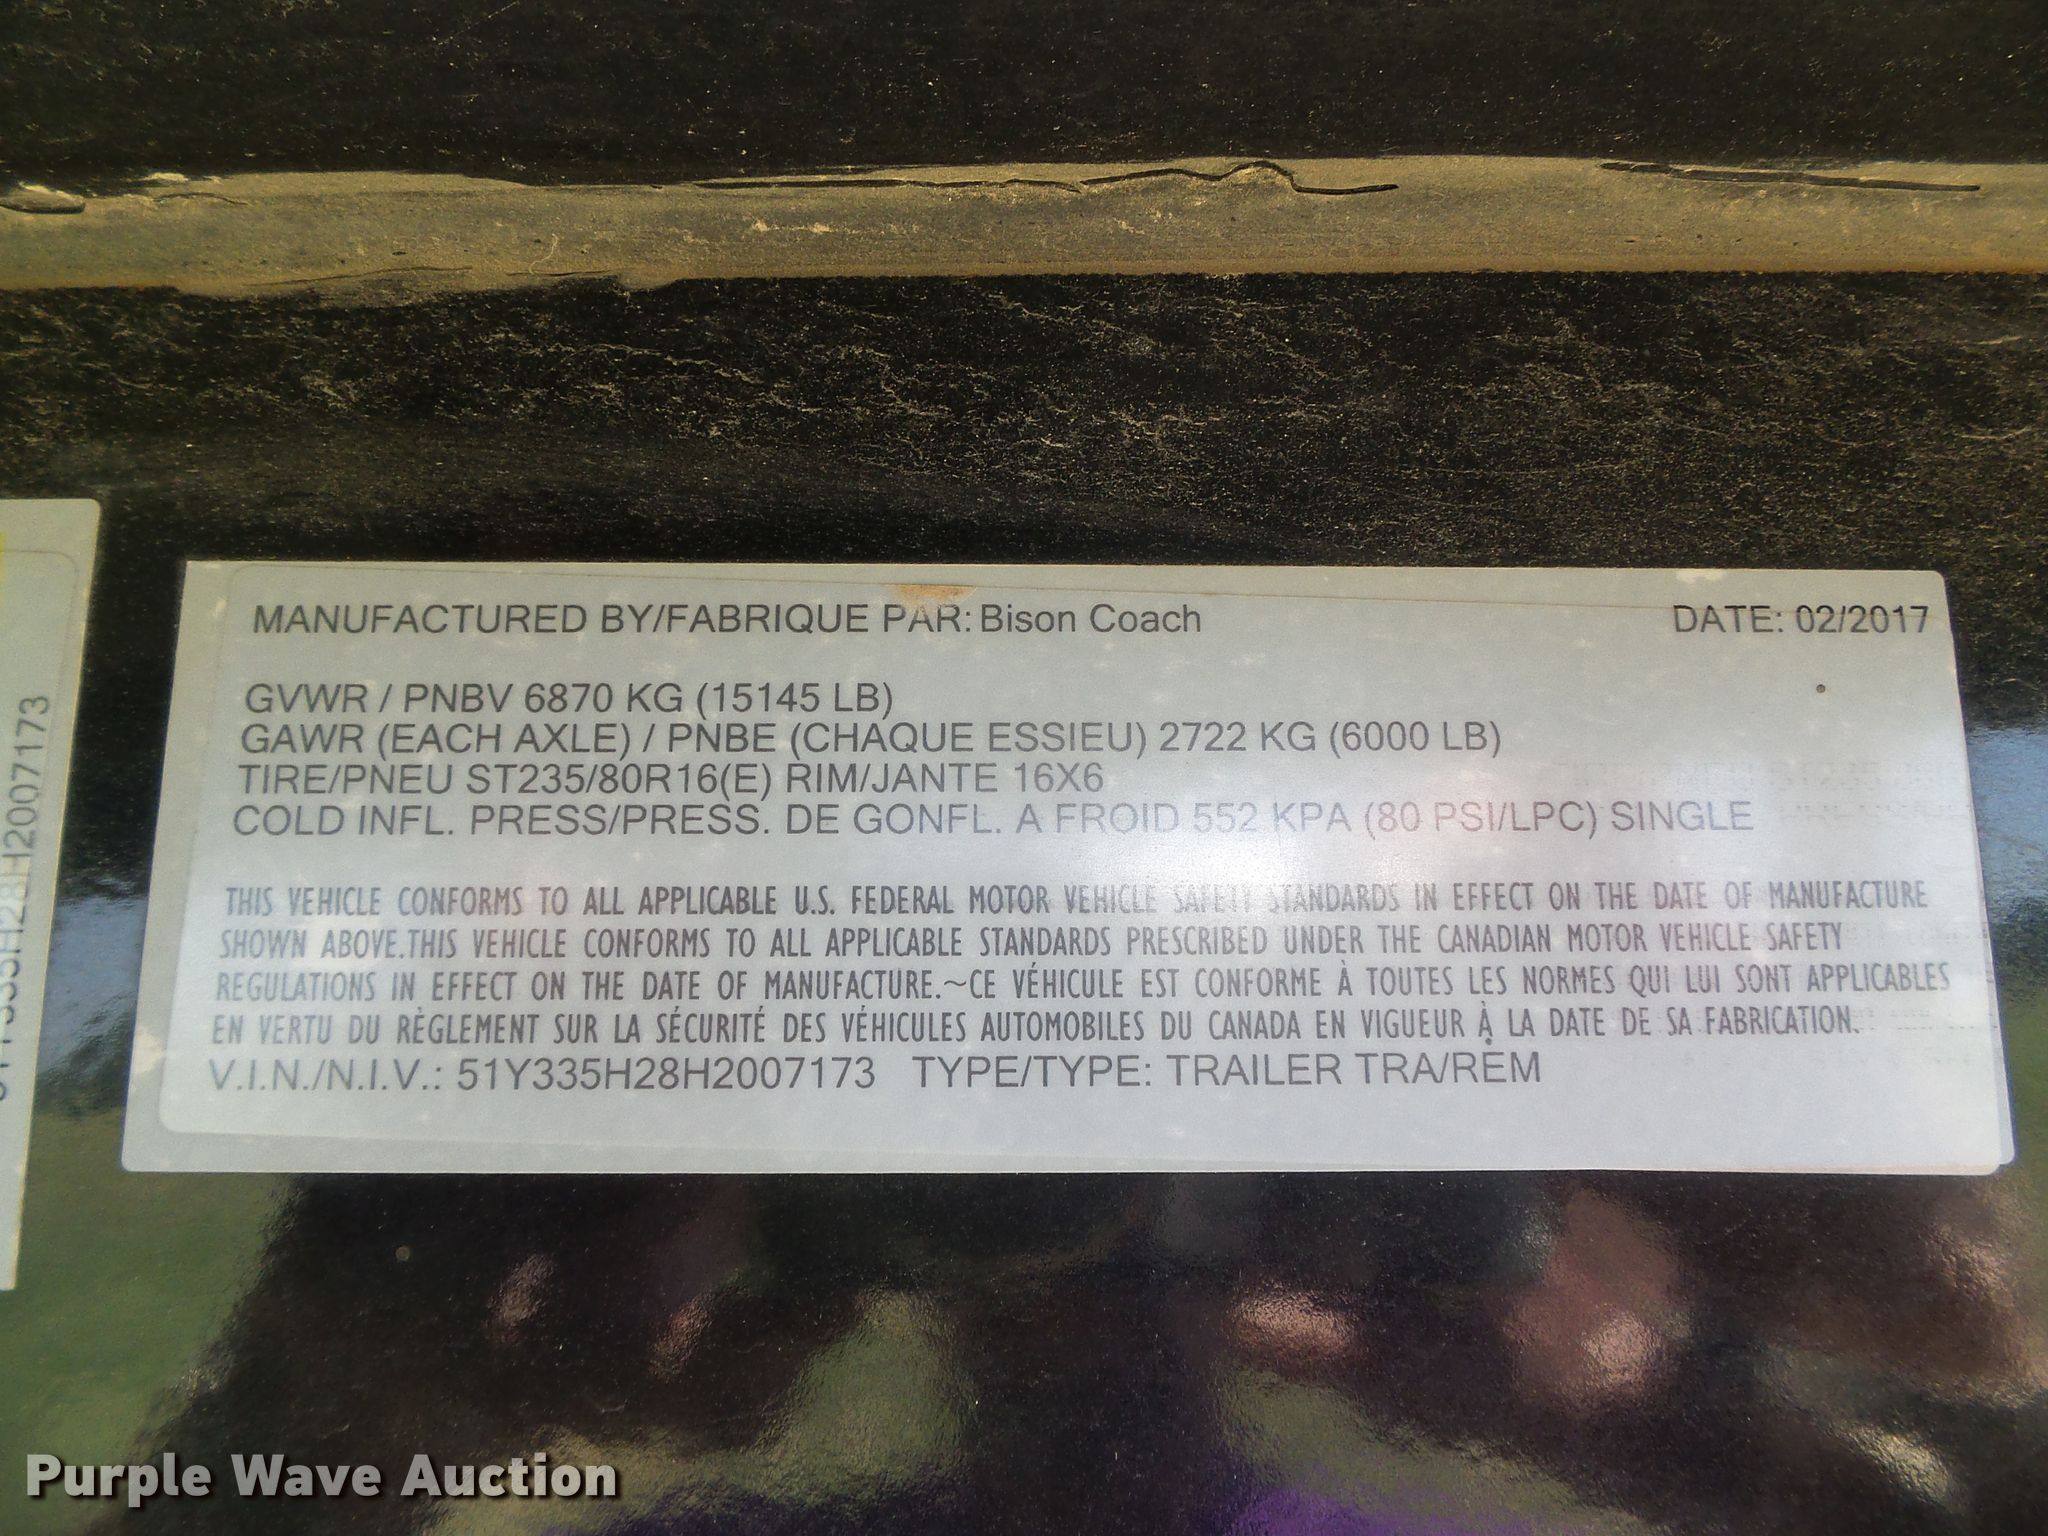 MANUFACTURED BY/FABRIQUE PAR: Bison Coach DATE: 02/2017
GVWR / PNBV 6870 KG (15145 LB)
GAWR (EACH AXLE) / PNBE (CHAQUE ESSIEU) 2722 KG (6000 LB)
TIRE/PNEU ST235/80R16(E) RIM/JANTE 16X6
COLD INFL. PRESS/PRESS. DE GONFL. A FROID 552 KPA (80 PSI/LPC) SINGLE
THIS VEHICLE CONFORMS TO ALL APPLICABLE U.S. FEDERAL MOTOR VEHICLE SAFETY STANDARDS IN EFFECT ON THE DATE OF MANUFACTURE
SHOWN ABOVE.THIS VEHICLE CONFORMS TO ALL APPLICABLE STANDARDS PRESCRIBED UNDER THE CANADIAN MOTOR VEHICLE SAFETY
REGULATIONS IN EFFECT ON THE DATE OF MANUFACTURE.~CE VÉHICULE EST CONFORME À TOUTES LES NORMES QUI LUI SONT APPLICABLES
EN VERTU DU RÈGLEMENT SUR LA SÉCURITÉ DES VÉHICULES AUTOMOBILES DU CANADA EN VIGUEUR À LA DATE DE SA FABRICATION.
V.I.N./N.I.V.: 51Y335H28H2007173 TYPE/TYPE: TRAILER TRA/REM
51Y335H28H2007173
Purple Wave Auction